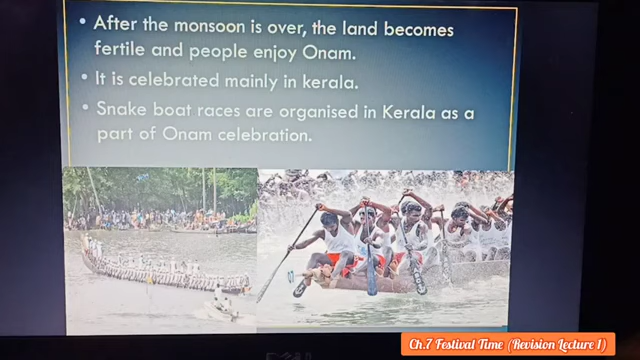 • After the monsoon is over, the land becomes
fertile and people enjoy Onam.
• It is celebrated mainly in kerala.
• Snake boat races are organised in Kerala as a
part of Onam celebration.
Ch.7 Festival Time (Revision Lecture 1)